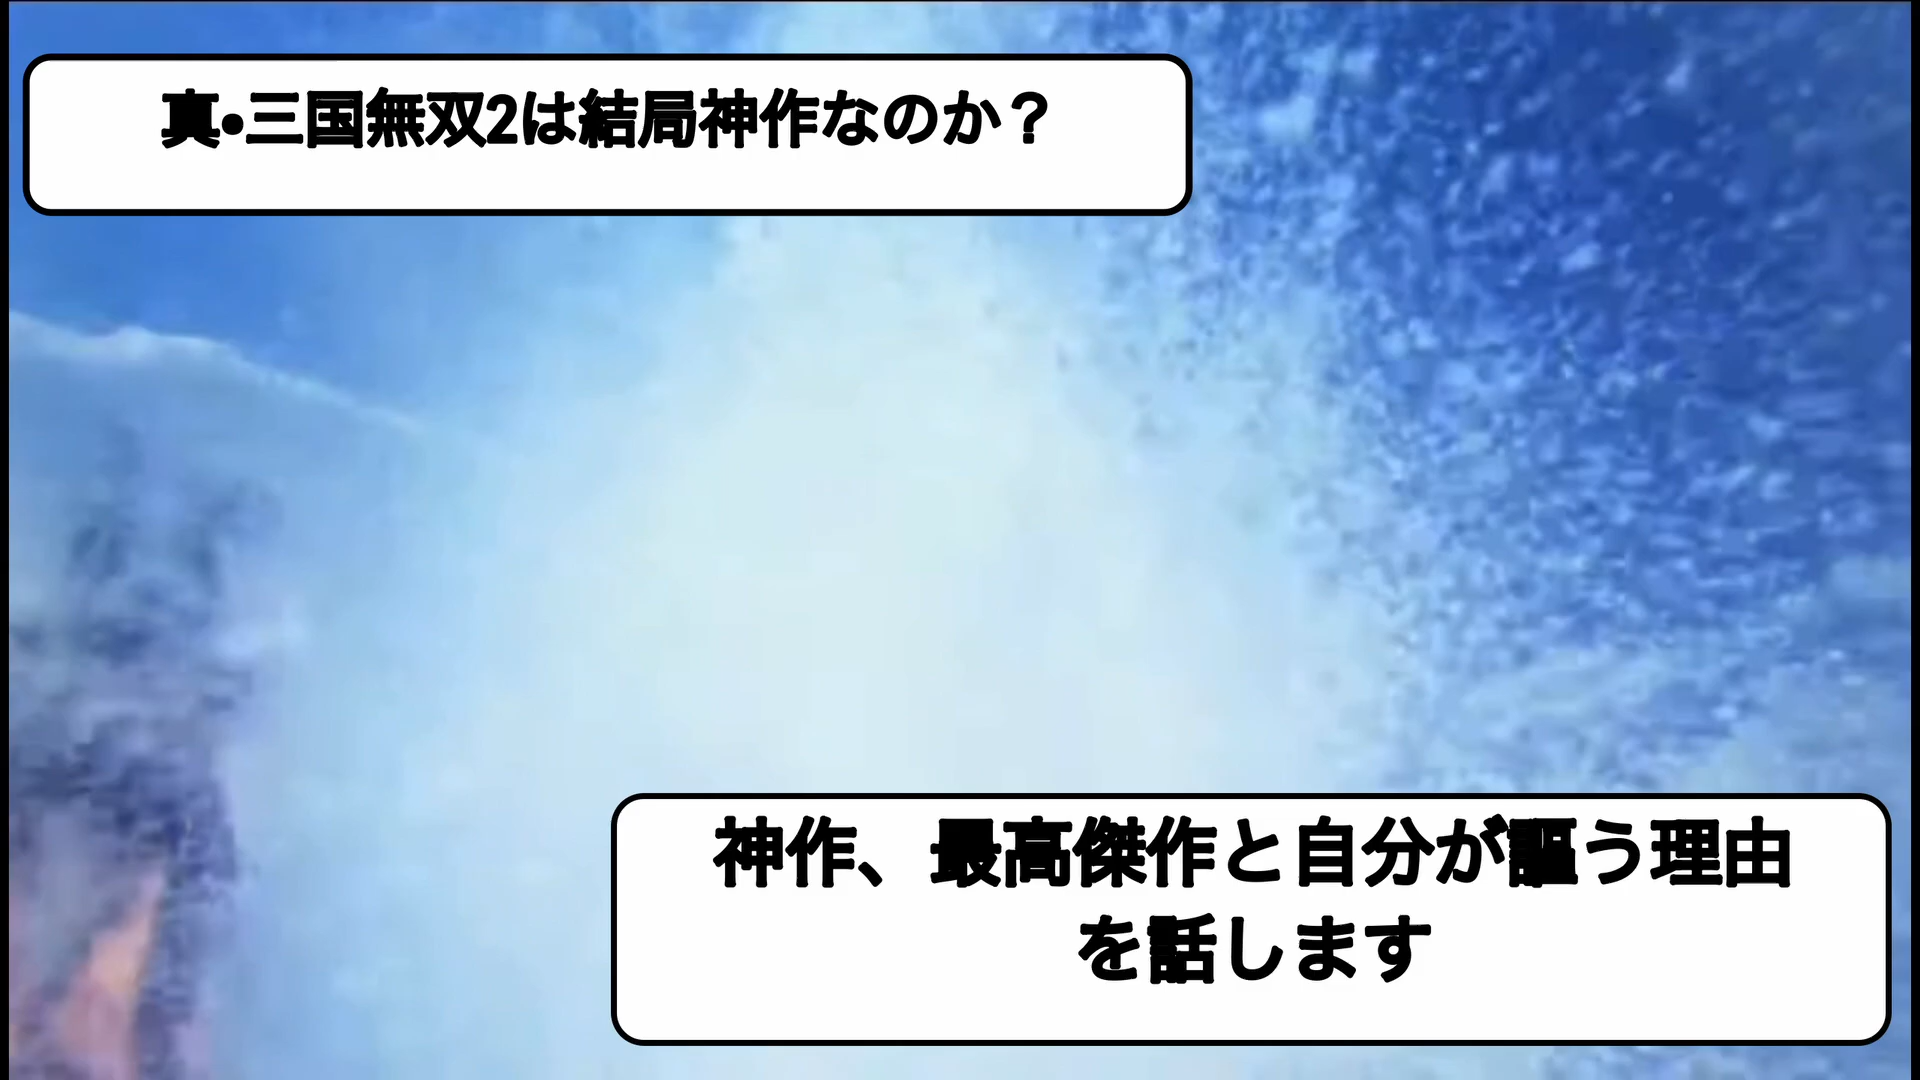 真•三国無双2は結局神作なのか？
神作、最高傑作と自分が謳う理由
を話します